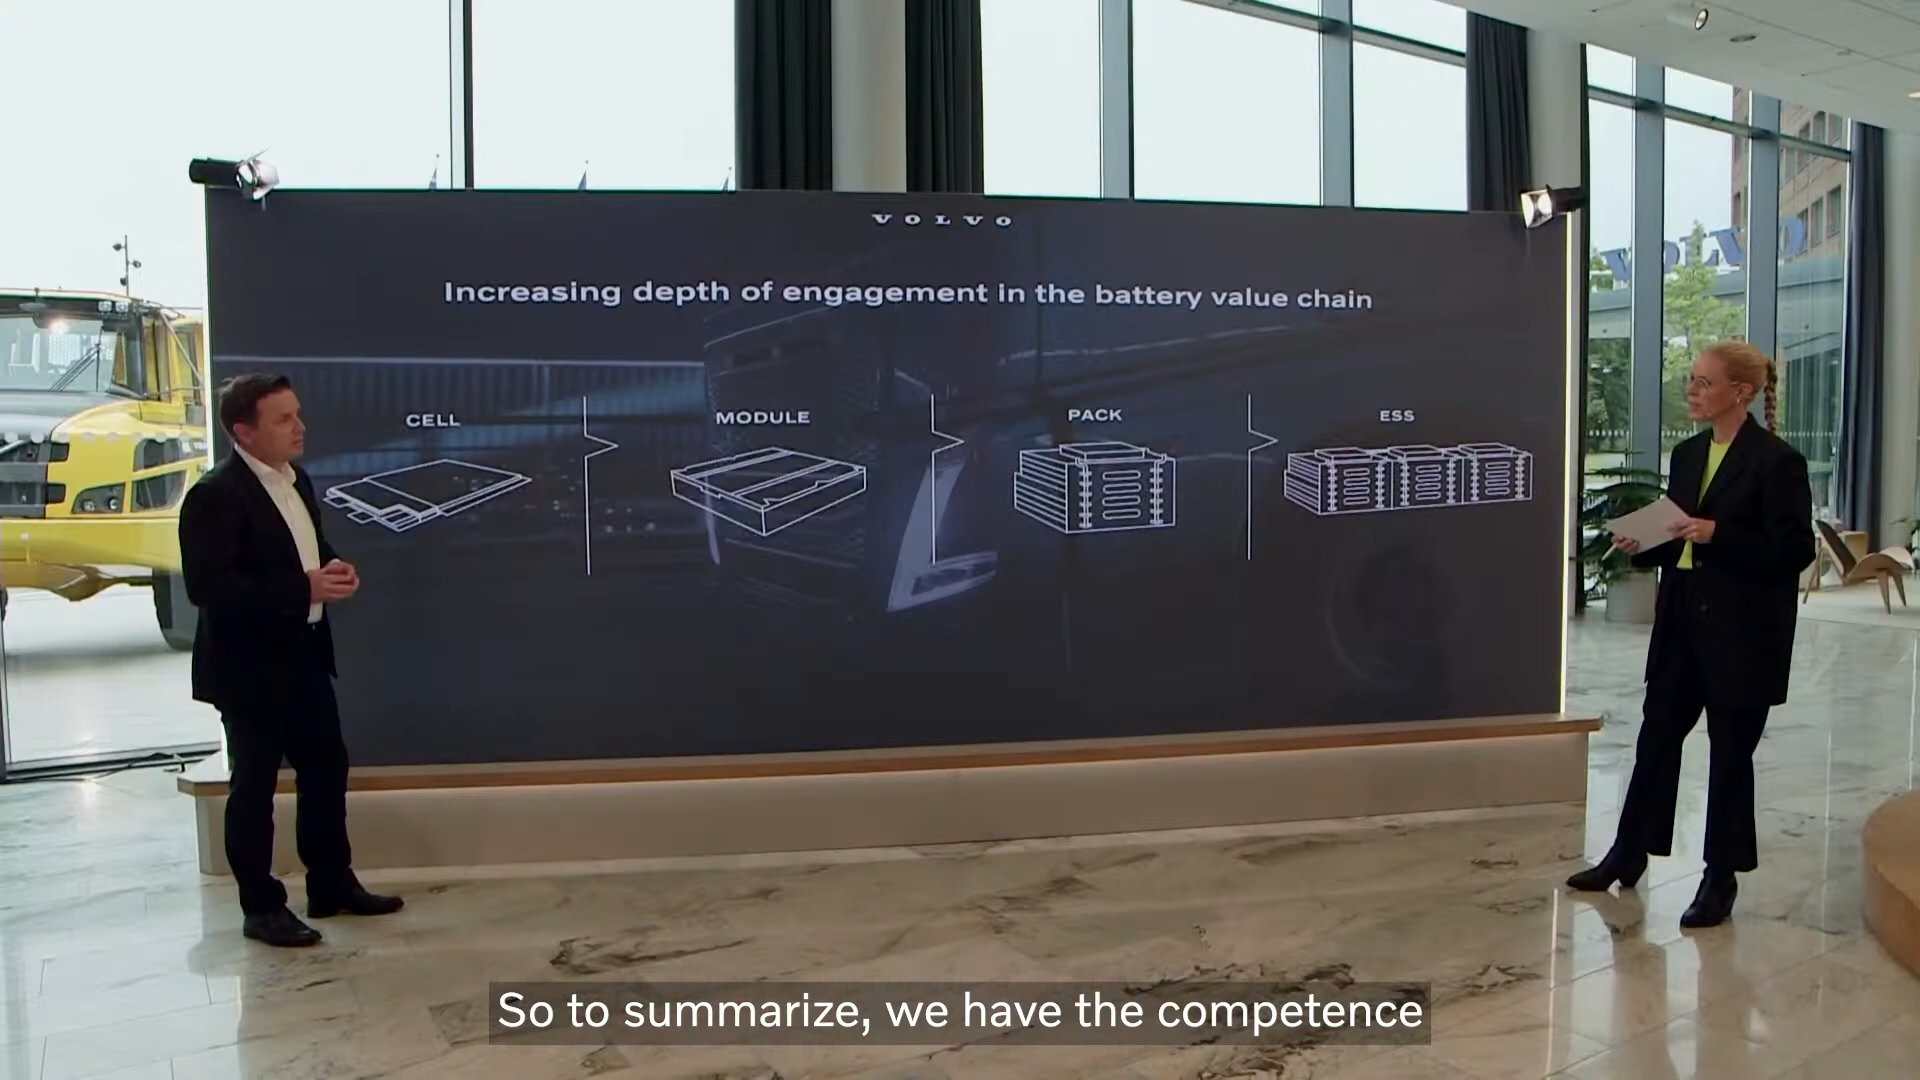 VOLVO
Increasing depth of engagement in the battery value chain
CELL
MODULE
PACK
ESS
VOLVO
So to summarize, we have the competence